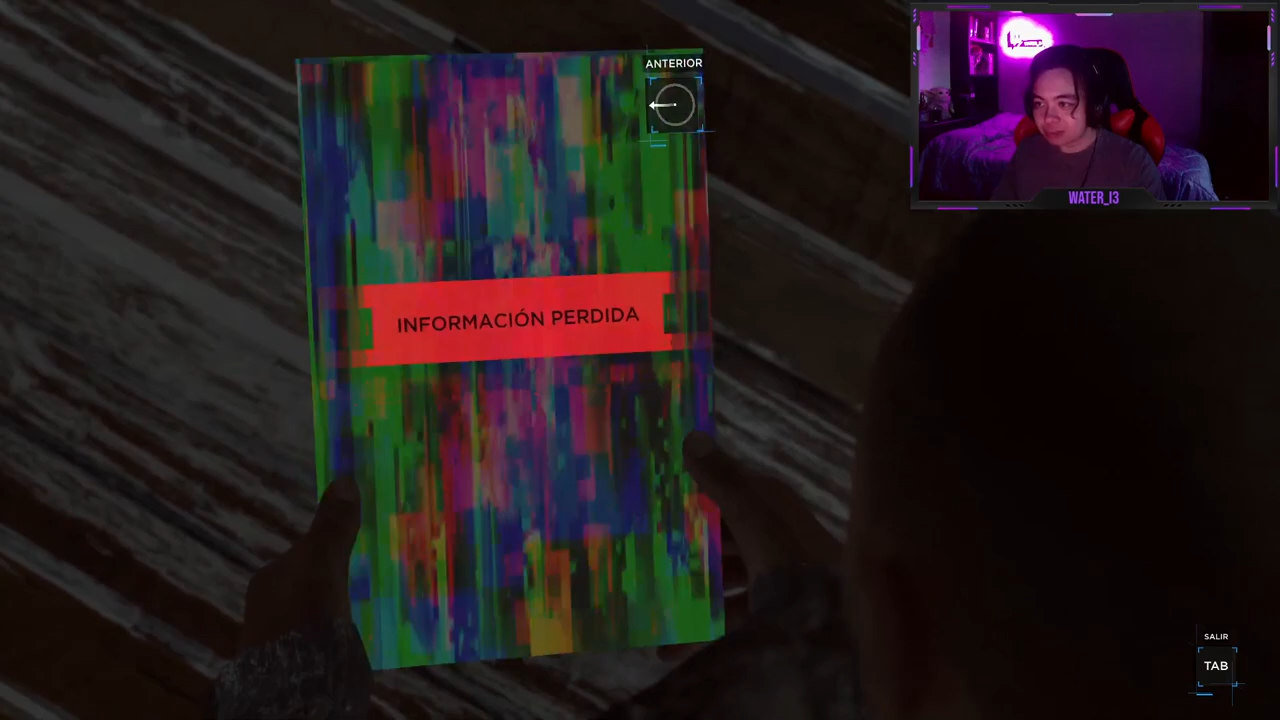 ANTERIOR
INFORMACIÓN PERDIDA
WATER_I3
SALIR
TAB